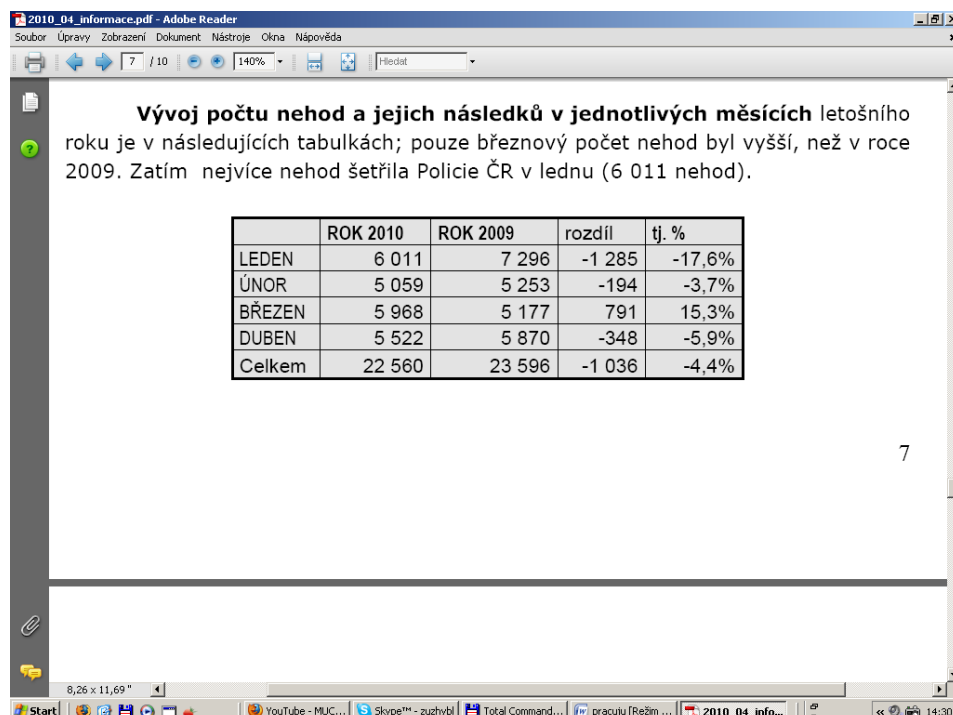 2010_04_informace.pdf - Adobe Reader
Soubor Úpravy Zobrazení Dokument Nástroje Okna Nápověda
7 / 10 140% Hledat
Vývoj počtu nehod a jejich následků v jednotlivých měsících letošního
roku je v následujících tabulkách; pouze březnový počet nehod byl vyšší, než v roce
2009. Zatím nejvíce nehod šetřila Policie ČR v lednu (6 011 nehod).
ROK 2010 ROK 2009 rozdíl tj. %
LEDEN 6 011 7 296 -1 285 -17,6%
ÚNOR 5 059 5 253 -194 -3,7%
BŘEZEN 5 968 5 177 791 15,3%
DUBEN 5 522 5 870 -348 -5,9%
Celkem 22 560 23 596 -1 036 -4,4%
7
8,26 x 11,69 "
Start YouTube - MUC... Skype™ - zuzhvbl Total Command... pracuju [Režim ... 2010_04_info... « 14:30